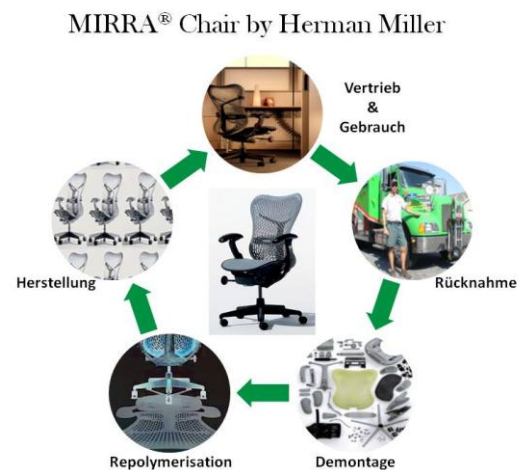 MIRRA® Chair by Herman Miller
Vertrieb
&
Gebrauch
Rücknahme
Demontage
Repolymerisation
Herstellung